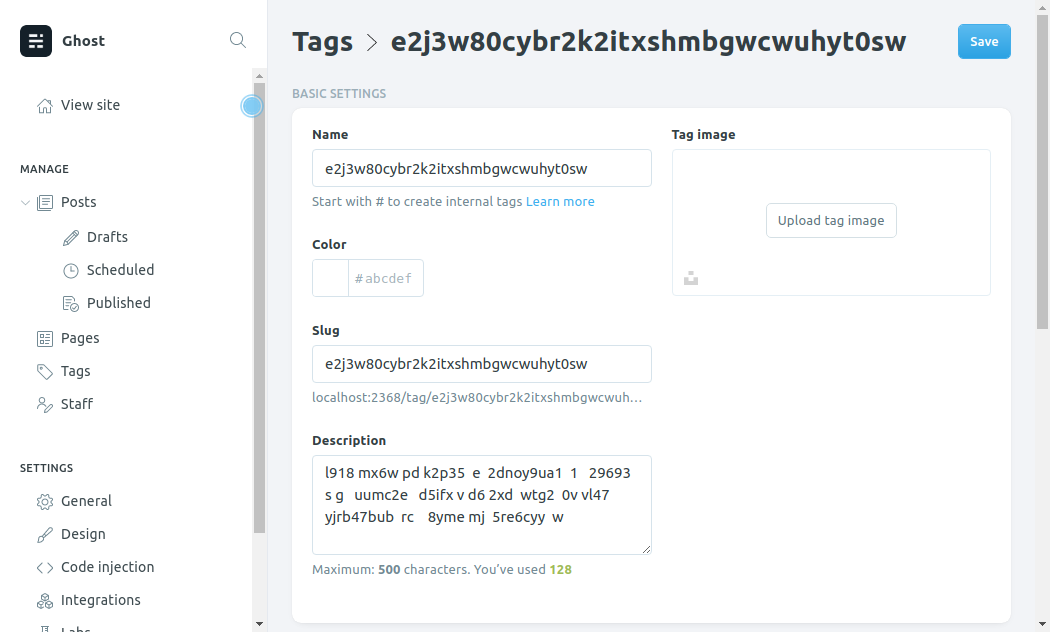 Ghost
View site
MANAGE
Posts
Drafts
Scheduled
Published
Pages
Tags
Staff
SETTINGS
General
Design
Code injection
Integrations
Labs
Tags > e2j3w80cybr2k2itxshmbgwcwuhyt0sw
Save
BASIC SETTINGS
Name
e2j3w80cybr2k2itxshmbgwcwuhyt0sw
Start with # to create internal tags Learn more
Color
#abcdef
Slug
e2j3w80cybr2k2itxshmbgwcwuhyt0sw
localhost:2368/tag/e2j3w80cybr2k2itxshmbgwcwuh...
Description
l918 mx6w pd k2p35 e 2dnoy9ua1 1 29693
s g uumc2e d5ifx v d6 2xd wtg2 0v vl47
yjrb47bub rc 8yme mj 5re6cyy w
Maximum: 500 characters. You've used 128
Tag image
Upload tag image